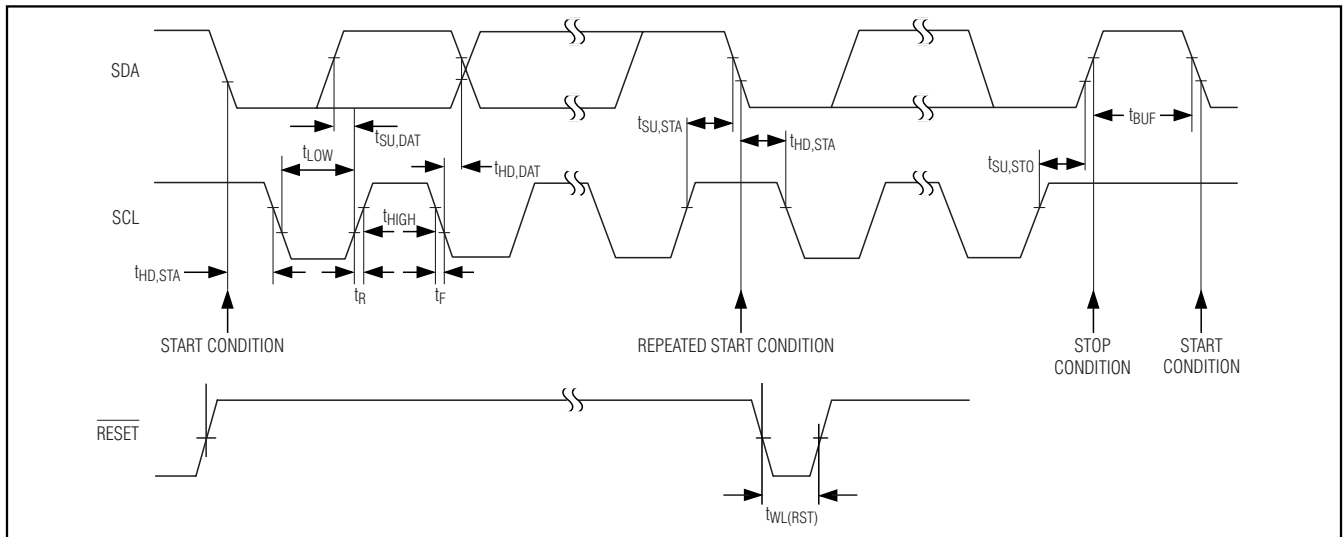 SDA
tSU,DAT
tLOW
tHD,DAT
tSU,STA
tHD,STA
tBUF
tSU,STO
SCL
tHIGH
tHD,STA
tR
tF
START CONDITION
REPEATED START CONDITION
STOP
CONDITION
START
CONDITION
RESET
tWL(RST)